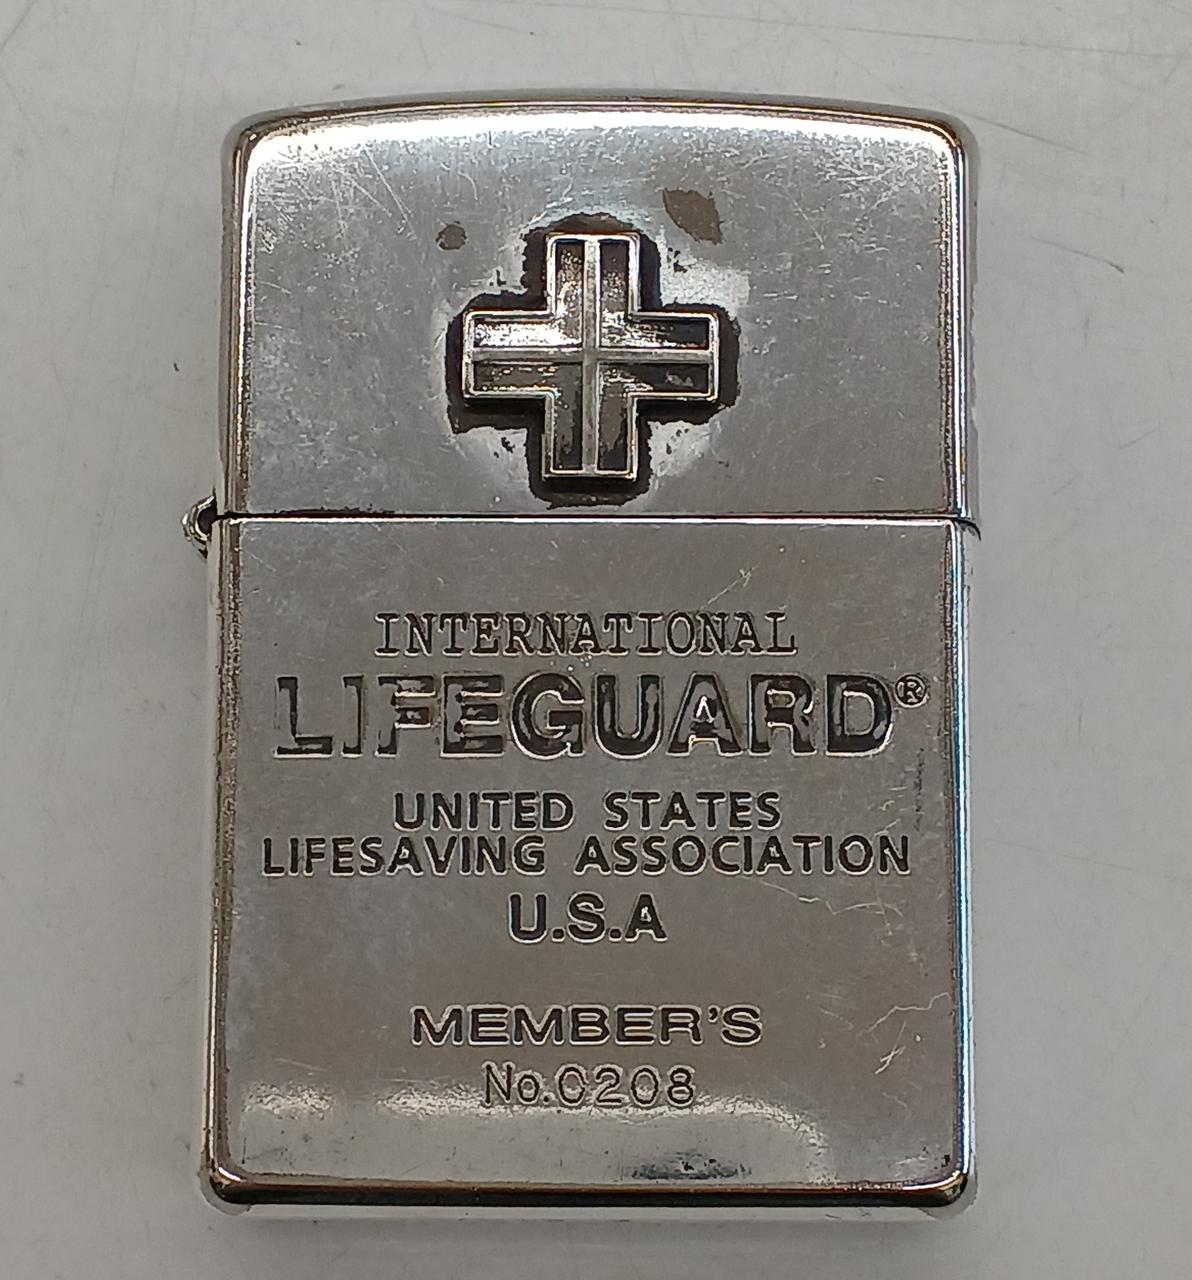 INTERNATIONAL
LIFEGUARD®
UNITED STATES
LIFESAVING ASSOCIATION
U.S.A
MEMBER'S
No.0208